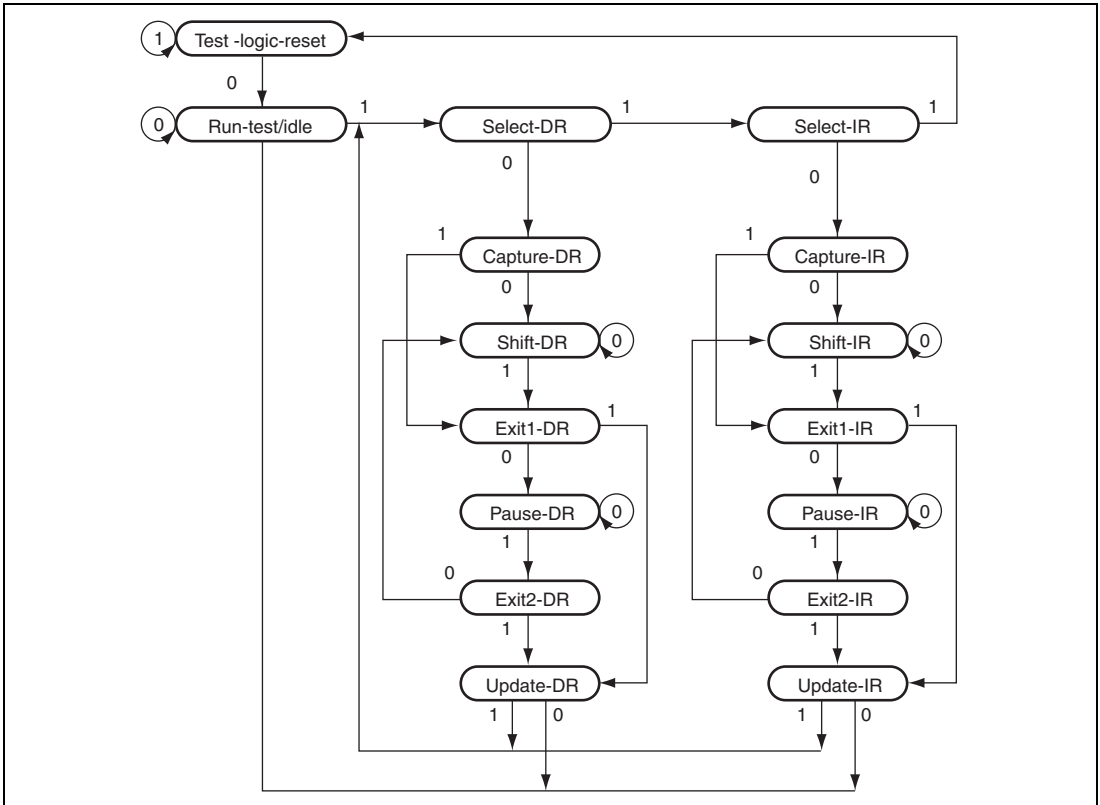 1 Test -logic-reset
0
0 Run-test/idle 1 Select-DR 1 Select-IR 1
0 0
1 1
Capture-DR Capture-IR
0 0
Shift-DR 0 Shift-IR 0
1 1
Exit1-DR 1 Exit1-IR 1
0 0
Pause-DR 0 Pause-IR 0
1 1
0 0
Exit2-DR Exit2-IR
1 1
Update-DR Update-IR
1 0 1 0